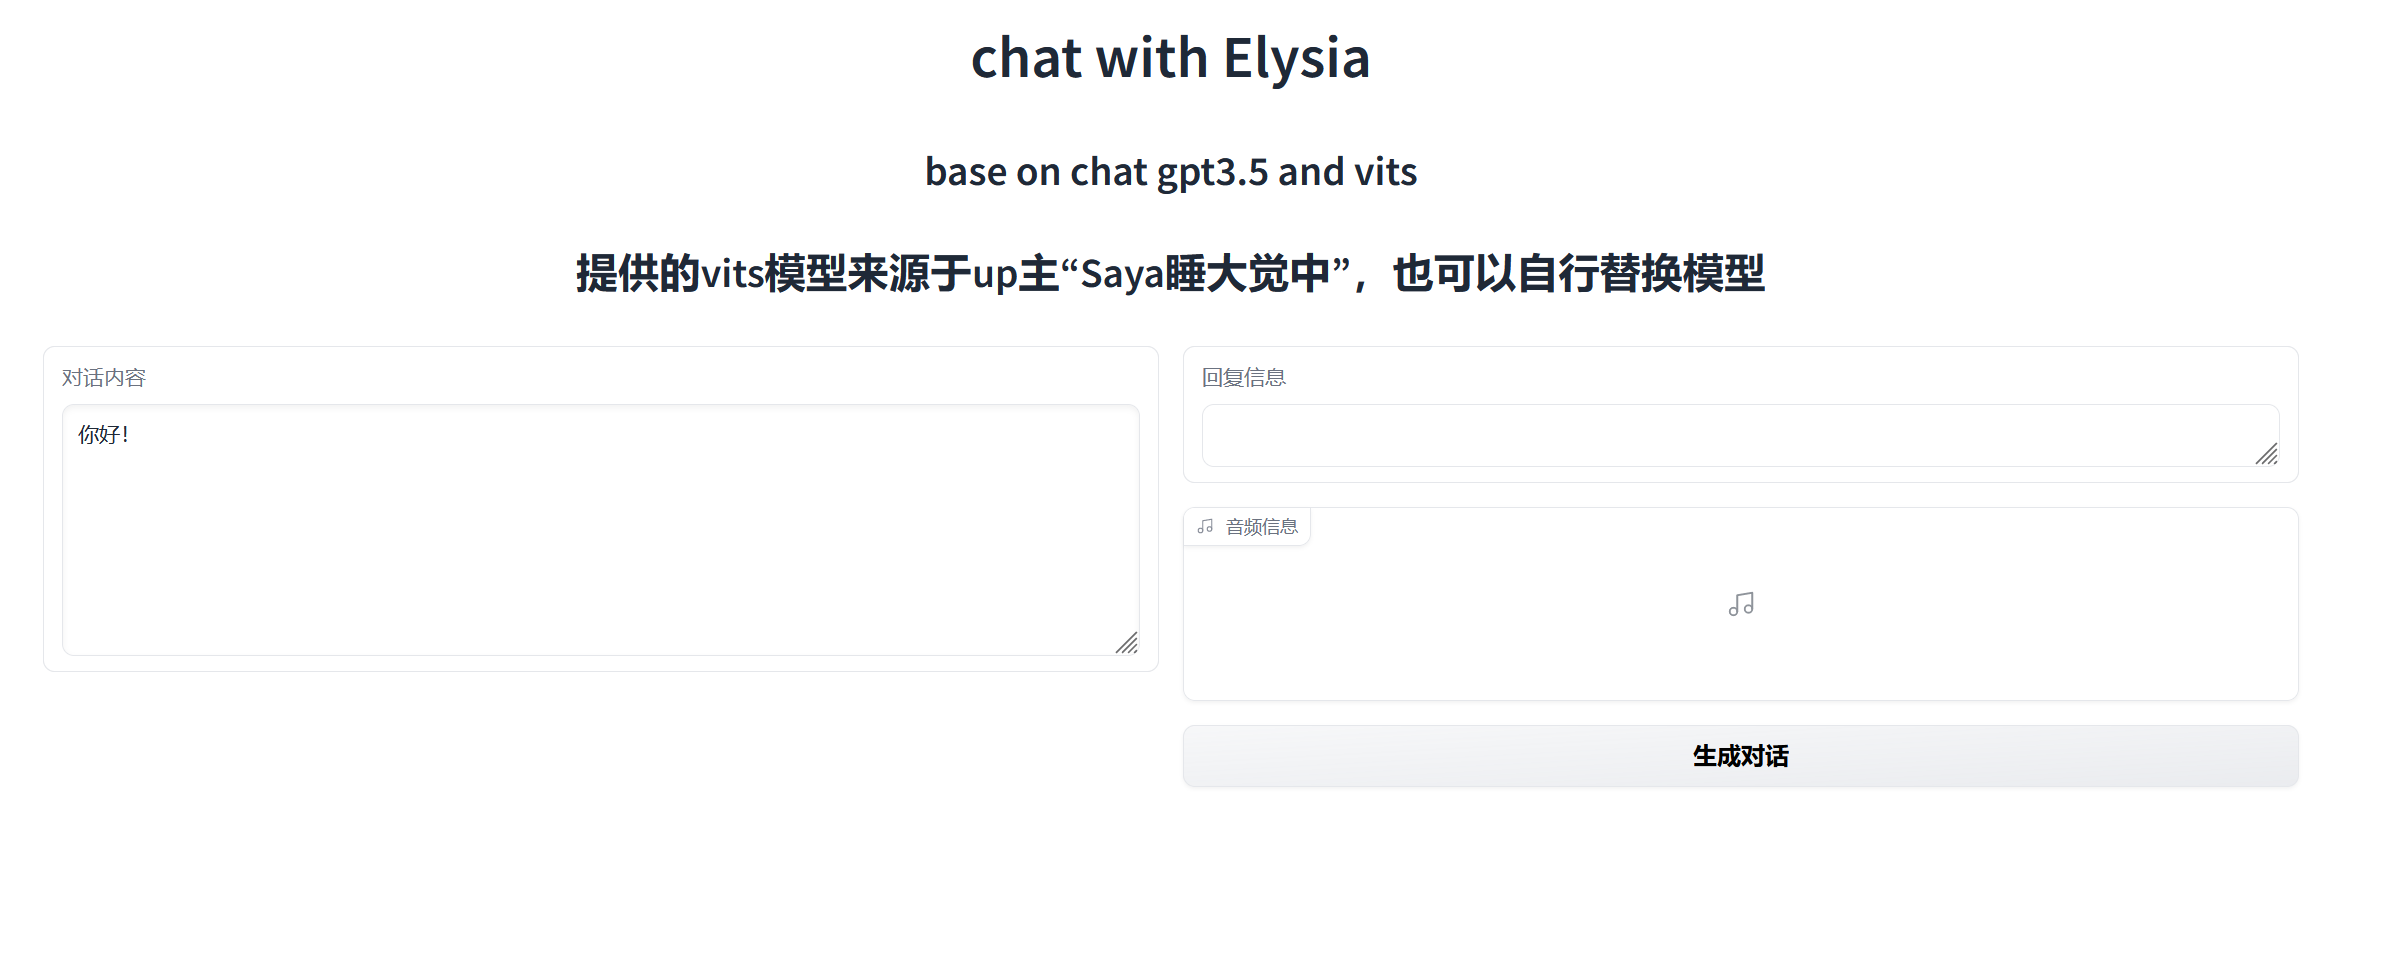 chat with Elysia
base on chat gpt3.5 and vits
提供的vits模型来源于up主“Saya睡大觉中”，也可以自行替换模型
对话内容
你好！
回复信息
音频信息
生成对话